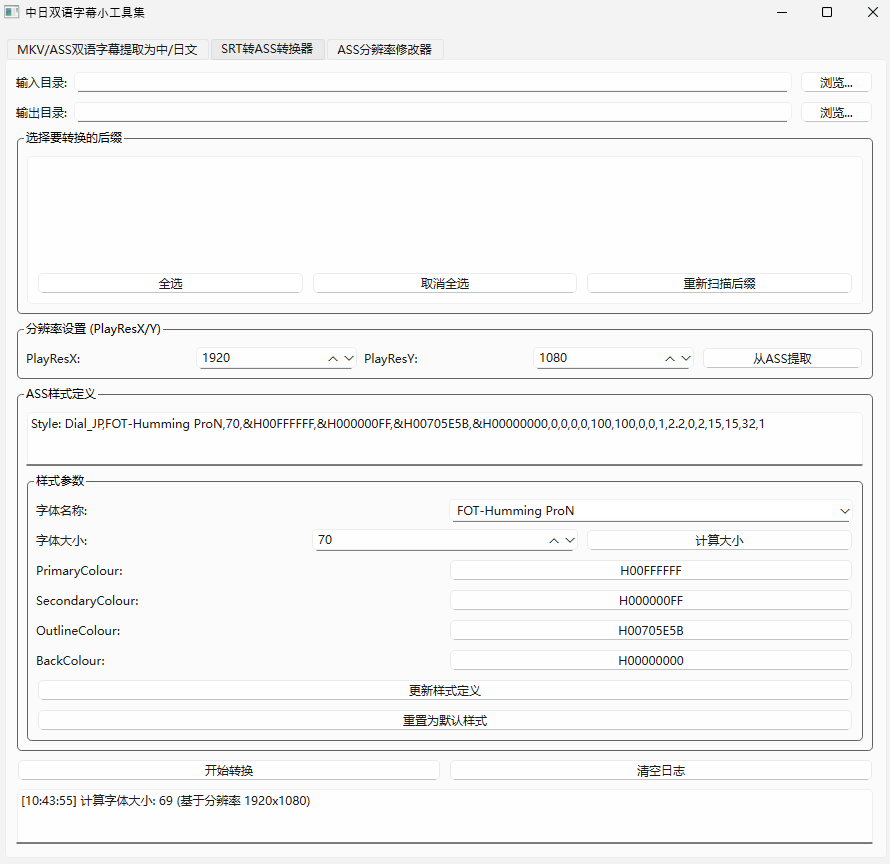 中日双语字幕小工具集
MKV/ASS双语字幕提取为中/日文 SRT转ASS转换器 ASS分辨率修改器
输入目录: 浏览...
输出目录: 浏览...
选择要转换的后缀
全选 取消全选 重新扫描后缀
分辨率设置 (PlayResX/Y)
PlayResX: 1920 PlayResY: 1080 从ASS提取
ASS样式定义
Style: Dial_JP,FOT-Humming ProN,70,&H00FFFFFF,&H000000FF,&H00705E5B,&H00000000,0,0,0,0,100,100,0,0,1,2.2,0,2,15,15,32,1
样式参数
字体名称: FOT-Humming ProN
字体大小: 70 计算大小
PrimaryColour: H00FFFFFF
SecondaryColour: H000000FF
OutlineColour: H00705E5B
BackColour: H00000000
更新样式定义
重置为默认样式
开始转换 清空日志
[10:43:55] 计算字体大小: 69 (基于分辨率 1920x1080)